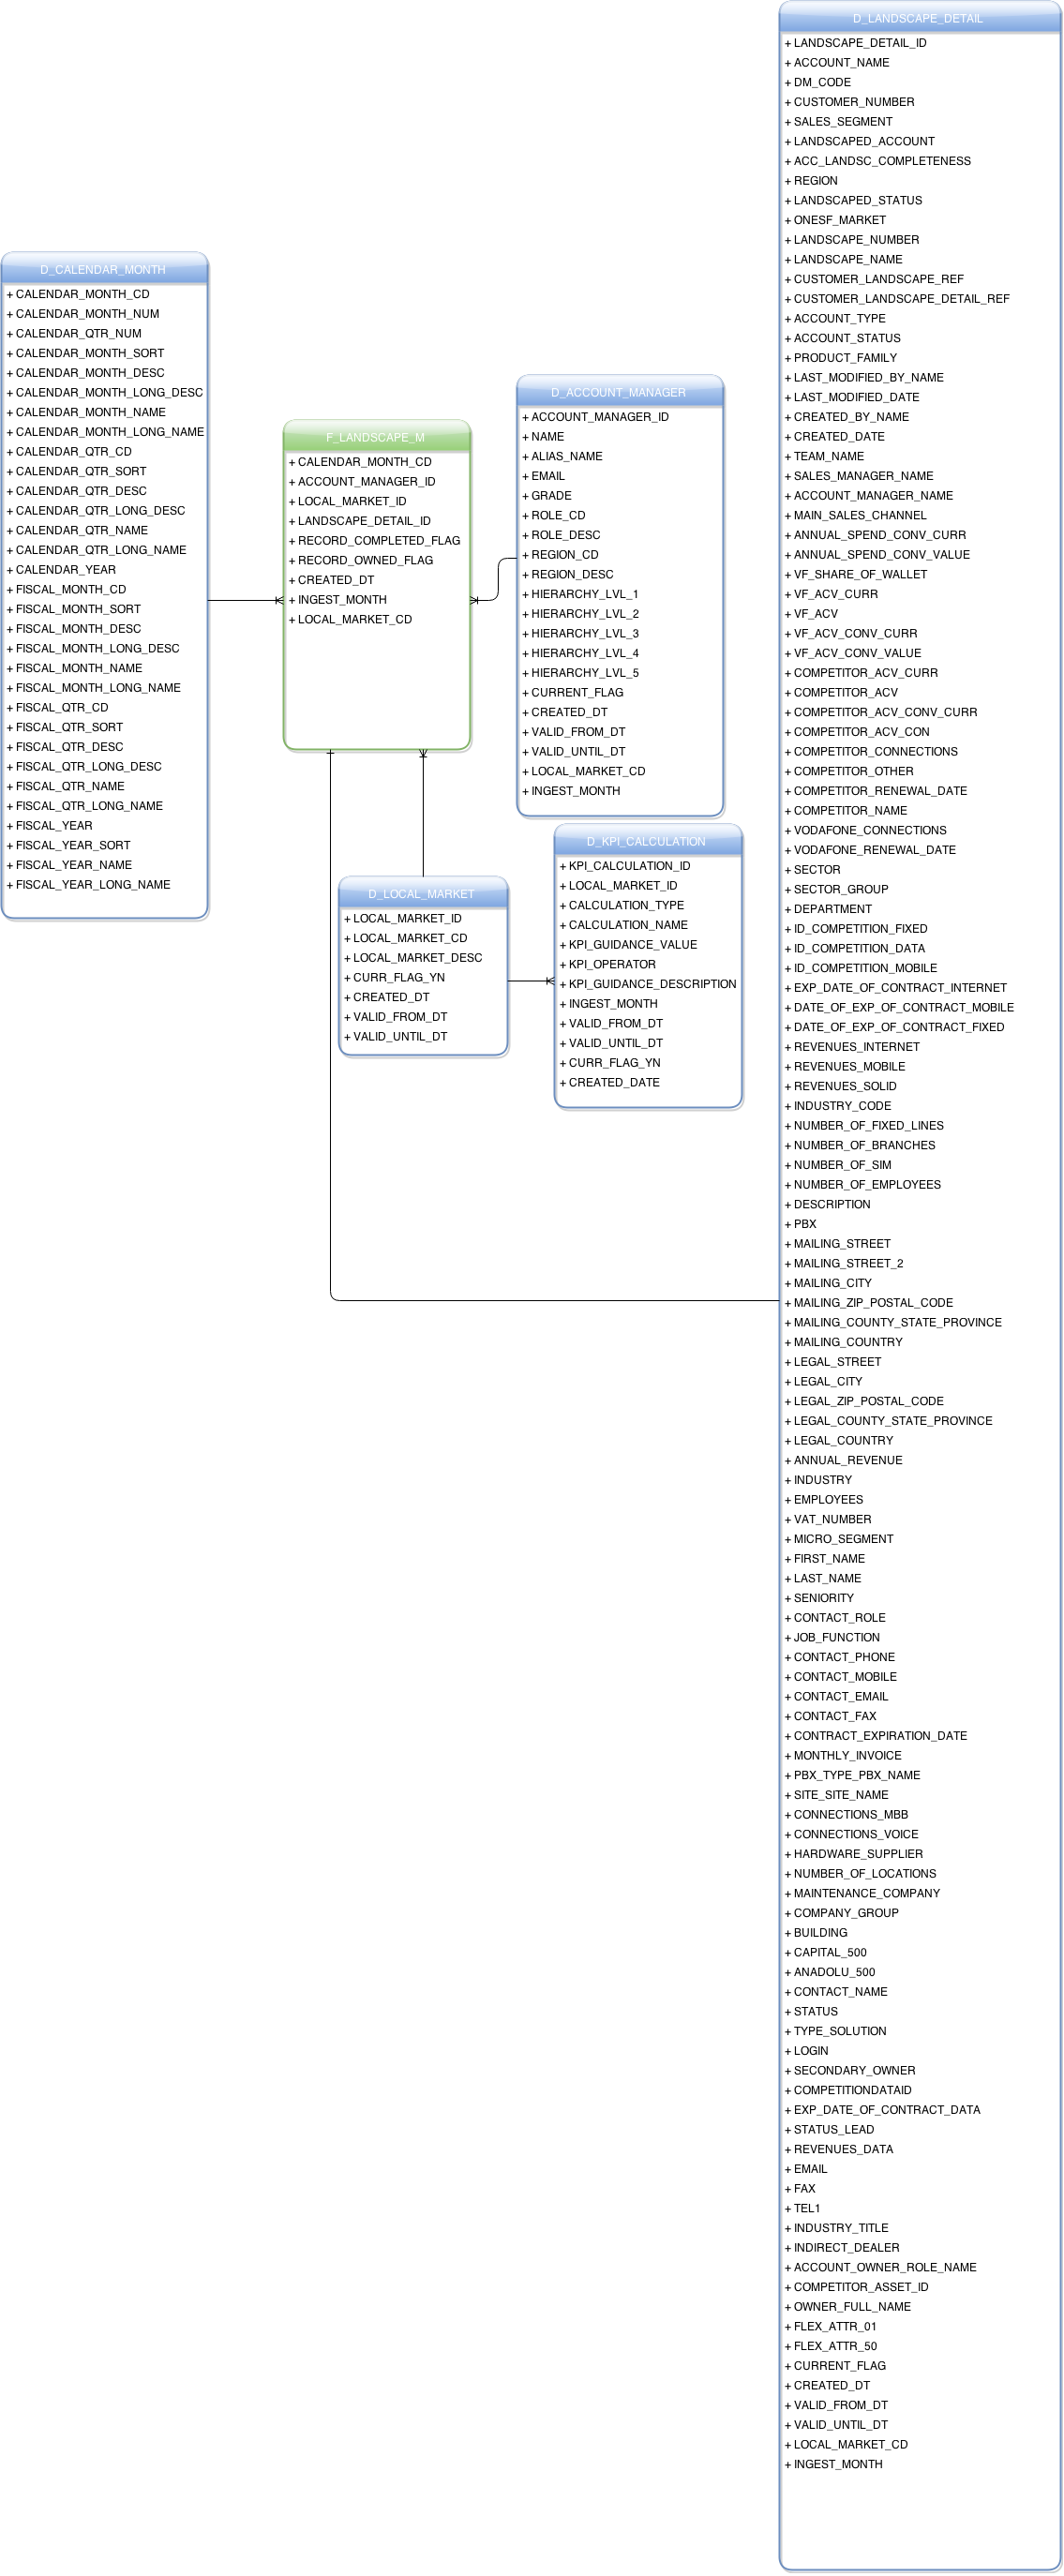 D_LANDSCAPE_DETAIL
+ LANDSCAPE_DETAIL_ID
+ ACCOUNT_NAME
+ DM_CODE
+ CUSTOMER_NUMBER
+ SALES_SEGMENT
+ LANDSCAPED_ACCOUNT
+ ACC_LANDSC_COMPLETENESS
+ REGION
+ LANDSCAPED_STATUS
+ ONESF_MARKET
+ LANDSCAPE_NUMBER
+ LANDSCAPE_NAME
+ CUSTOMER_LANDSCAPE_REF
+ CUSTOMER_LANDSCAPE_DETAIL_REF
+ ACCOUNT_TYPE
+ ACCOUNT_STATUS
+ PRODUCT_FAMILY
+ LAST_MODIFIED_BY_NAME
+ LAST_MODIFIED_DATE
+ CREATED_BY_NAME
+ CREATED_DATE
+ TEAM_NAME
+ SALES_MANAGER_NAME
+ ACCOUNT_MANAGER_NAME
+ MAIN_SALES_CHANNEL
+ ANNUAL_SPEND_CONV_CURR
+ ANNUAL_SPEND_CONV_VALUE
+ VF_SHARE_OF_WALLET
+ VF_ACV_CURR
+ VF_ACV
+ VF_ACV_CONV_CURR
+ VF_ACV_CONV_VALUE
+ COMPETITOR_ACV_CURR
+ COMPETITOR_ACV
+ COMPETITOR_ACV_CONV_CURR
+ COMPETITOR_ACV_CON
+ COMPETITOR_CONNECTIONS
+ COMPETITOR_OTHER
+ COMPETITOR_RENEWAL_DATE
+ COMPETITOR_NAME
+ VODAFONE_CONNECTIONS
+ VODAFONE_RENEWAL_DATE
+ SECTOR
+ SECTOR_GROUP
+ DEPARTMENT
+ ID_COMPETITION_FIXED
+ ID_COMPETITION_DATA
+ ID_COMPETITION_MOBILE
+ EXP_DATE_OF_CONTRACT_INTERNET
+ DATE_OF_EXP_OF_CONTRACT_MOBILE
+ DATE_OF_EXP_OF_CONTRACT_FIXED
+ REVENUES_INTERNET
+ REVENUES_MOBILE
+ REVENUES_SOLID
+ INDUSTRY_CODE
+ NUMBER_OF_FIXED_LINES
+ NUMBER_OF_BRANCHES
+ NUMBER_OF_SIM
+ NUMBER_OF_EMPLOYEES
+ DESCRIPTION
+ PBX
+ MAILING_STREET
+ MAILING_STREET_2
+ MAILING_CITY
+ MAILING_ZIP_POSTAL_CODE
+ MAILING_COUNTY_STATE_PROVINCE
+ MAILING_COUNTRY
+ LEGAL_STREET
+ LEGAL_CITY
+ LEGAL_ZIP_POSTAL_CODE
+ LEGAL_COUNTY_STATE_PROVINCE
+ LEGAL_COUNTRY
+ ANNUAL_REVENUE
+ INDUSTRY
+ EMPLOYEES
+ VAT_NUMBER
+ MICRO_SEGMENT
+ FIRST_NAME
+ LAST_NAME
+ SENIORITY
+ CONTACT_ROLE
+ JOB_FUNCTION
+ CONTACT_PHONE
+ CONTACT_MOBILE
+ CONTACT_EMAIL
+ CONTACT_FAX
+ CONTRACT_EXPIRATION_DATE
+ MONTHLY_INVOICE
+ PBX_TYPE_PBX_NAME
+ SITE_SITE_NAME
+ CONNECTIONS_MBB
+ CONNECTIONS_VOICE
+ HARDWARE_SUPPLIER
+ NUMBER_OF_LOCATIONS
+ MAINTENANCE_COMPANY
+ COMPANY_GROUP
+ BUILDING
+ CAPITAL_500
+ ANADOLU_500
+ CONTACT_NAME
+ STATUS
+ TYPE_SOLUTION
+ LOGIN
+ SECONDARY_OWNER
+ COMPETITIONDATAID
+ EXP_DATE_OF_CONTRACT_DATA
+ STATUS_LEAD
+ REVENUES_DATA
+ EMAIL
+ FAX
+ TEL1
+ INDUSTRY_TITLE
+ INDIRECT_DEALER
+ ACCOUNT_OWNER_ROLE_NAME
+ COMPETITOR_ASSET_ID
+ OWNER_FULL_NAME
+ FLEX_ATTR_01
+ FLEX_ATTR_50
+ CURRENT_FLAG
+ CREATED_DT
+ VALID_FROM_DT
+ VALID_UNTIL_DT
+ LOCAL_MARKET_CD
+ INGEST_MONTH
D_CALENDAR_MONTH
+ CALENDAR_MONTH_CD
+ CALENDAR_MONTH_NUM
+ CALENDAR_QTR_NUM
+ CALENDAR_MONTH_SORT
+ CALENDAR_MONTH_DESC
+ CALENDAR_MONTH_LONG_DESC
+ CALENDAR_MONTH_NAME
+ CALENDAR_MONTH_LONG_NAME
+ CALENDAR_QTR_CD
+ CALENDAR_QTR_SORT
+ CALENDAR_QTR_DESC
+ CALENDAR_QTR_LONG_DESC
+ CALENDAR_QTR_NAME
+ CALENDAR_QTR_LONG_NAME
+ CALENDAR_YEAR
+ FISCAL_MONTH_CD
+ FISCAL_MONTH_SORT
+ FISCAL_MONTH_DESC
+ FISCAL_MONTH_LONG_DESC
+ FISCAL_MONTH_NAME
+ FISCAL_MONTH_LONG_NAME
+ FISCAL_QTR_CD
+ FISCAL_QTR_SORT
+ FISCAL_QTR_DESC
+ FISCAL_QTR_LONG_DESC
+ FISCAL_QTR_NAME
+ FISCAL_QTR_LONG_NAME
+ FISCAL_YEAR
+ FISCAL_YEAR_SORT
+ FISCAL_YEAR_NAME
+ FISCAL_YEAR_LONG_NAME
F_LANDSCAPE_M
+ CALENDAR_MONTH_CD
+ ACCOUNT_MANAGER_ID
+ LOCAL_MARKET_ID
+ LANDSCAPE_DETAIL_ID
+ RECORD_COMPLETED_FLAG
+ RECORD_OWNED_FLAG
+ CREATED_DT
+ INGEST_MONTH
+ LOCAL_MARKET_CD
D_ACCOUNT_MANAGER
+ ACCOUNT_MANAGER_ID
+ NAME
+ ALIAS_NAME
+ EMAIL
+ GRADE
+ ROLE_CD
+ ROLE_DESC
+ REGION_CD
+ REGION_DESC
+ HIERARCHY_LVL_1
+ HIERARCHY_LVL_2
+ HIERARCHY_LVL_3
+ HIERARCHY_LVL_4
+ HIERARCHY_LVL_5
+ CURRENT_FLAG
+ CREATED_DT
+ VALID_FROM_DT
+ VALID_UNTIL_DT
+ LOCAL_MARKET_CD
+ INGEST_MONTH
D_LOCAL_MARKET
+ LOCAL_MARKET_ID
+ LOCAL_MARKET_CD
+ LOCAL_MARKET_DESC
+ CURR_FLAG_YN
+ CREATED_DT
+ VALID_FROM_DT
+ VALID_UNTIL_DT
D_KPI_CALCULATION
+ KPI_CALCULATION_ID
+ LOCAL_MARKET_ID
+ CALCULATION_TYPE
+ CALCULATION_NAME
+ KPI_GUIDANCE_VALUE
+ KPI_OPERATOR
+ KPI_GUIDANCE_DESCRIPTION
+ INGEST_MONTH
+ VALID_FROM_DT
+ VALID_UNTIL_DT
+ CURR_FLAG_YN
+ CREATED_DATE